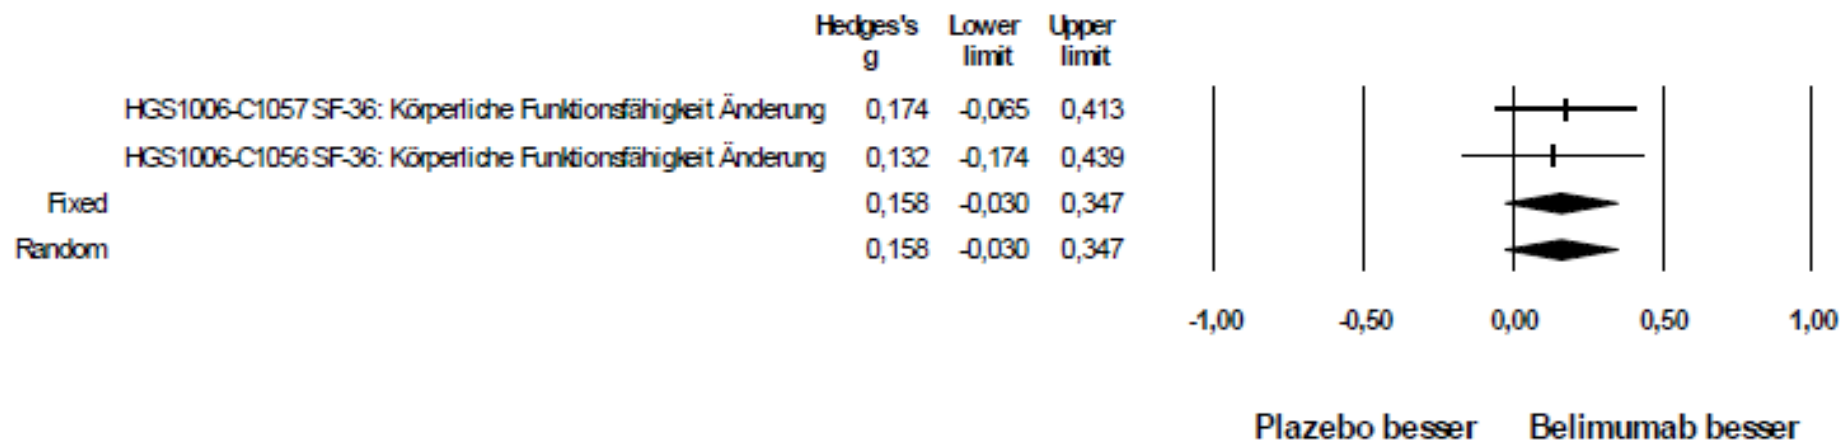 Hedges's g Lower limit Upper limit
HGS1006-C1057 SF-36: Körperliche Funktionsfähigkeit Änderung 0,174 -0,065 0,413
HGS1006-C1056 SF-36: Körperliche Funktionsfähigkeit Änderung 0,132 -0,174 0,439
Fixed 0,158 -0,030 0,347
Random 0,158 -0,030 0,347
-1,00 -0,50 0,00 0,50 1,00
Plazebo besser Belimumab besser